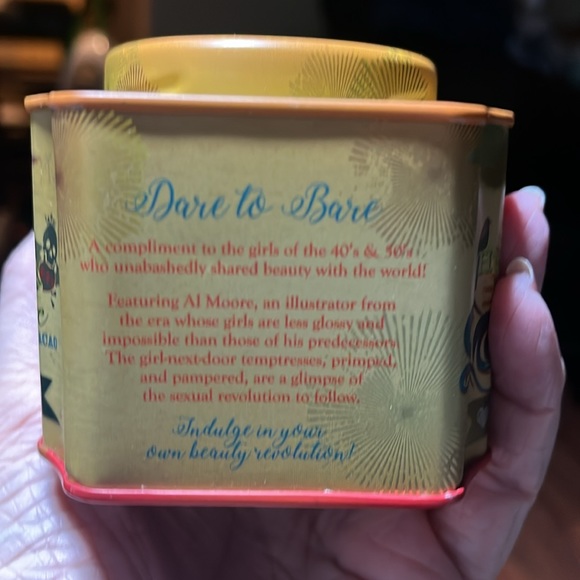 Dare to Bare
A compliment to the girls of the 40's & 50's
who unabashedly shared beauty with the world!
Featuring Al Moore, an illustrator from
the era whose girls are less glossy and
impossible than those of his predecessors
The girl-next-door temptresses, primped,
and pampered, are a glimpse of
the sexual revolution to follow.
Indulge in your
own beauty revolution!